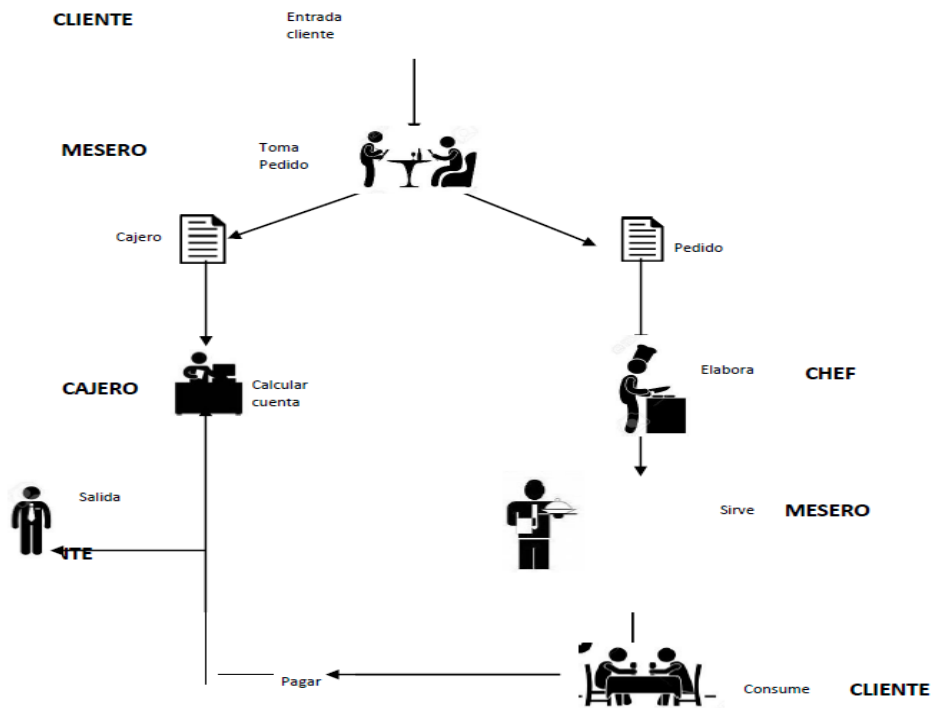 CLIENTE
Entrada
cliente
MESERO
Toma
Pedido
Cajero
Pedido
CAJERO
Calcular
cuenta
Elabora
CHEF
Salida
Sirve
MESERO
ITE
Pagar
Consume
CLIENTE